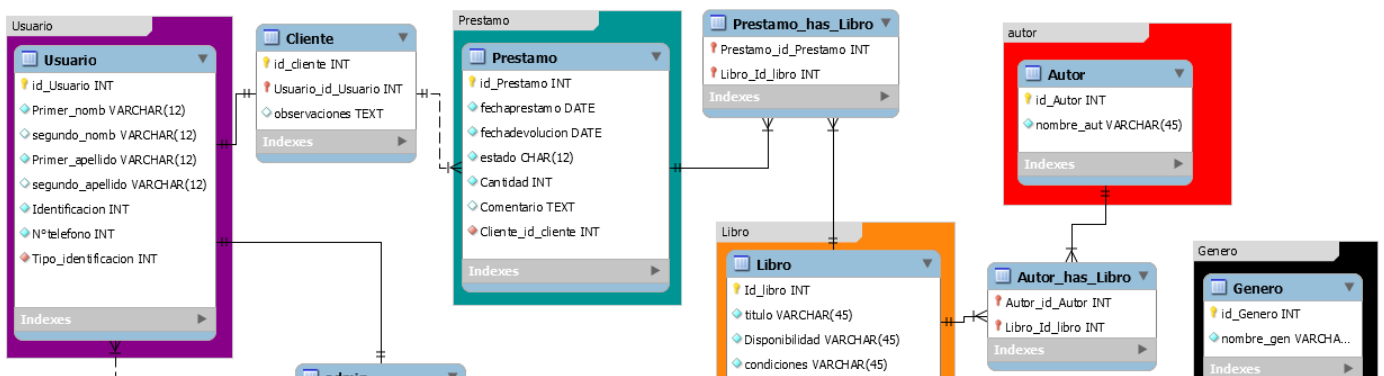 Usuario
Usuario
id_Usuario INT
Primer_nomb VARCHAR(12)
segundo_nomb VARCHAR(12)
Primer_apellido VARCHAR(12)
segundo_apellido VARCHAR(12)
Identificacion INT
N°telefono INT
Tipo_identificacion INT
Indexes
Cliente
id_cliente INT
Usuario_id_Usuario INT
observaciones TEXT
Indexes
Prestamo
Prestamo
id_Prestamo INT
fechaprestamo DATE
fechadevolucion DATE
estado CHAR(12)
Cantidad INT
Comentario TEXT
Cliente_id_cliente INT
Indexes
Prestamo_has_Libro
Prestamo_id_Prestamo INT
Libro_Id_libro INT
Indexes
autor
Autor
id_Autor INT
nombre_aut VARCHAR(45)
Indexes
Libro
Libro
Id_libro INT
titulo VARCHAR(45)
Disponibilidad VARCHAR(45)
condiciones VARCHAR(45)
Autor_has_Libro
Autor_id_Autor INT
Libro_Id_libro INT
Indexes
Genero
Genero
id_Genero INT
nombre_gen VARCHA...
Indexes
admin